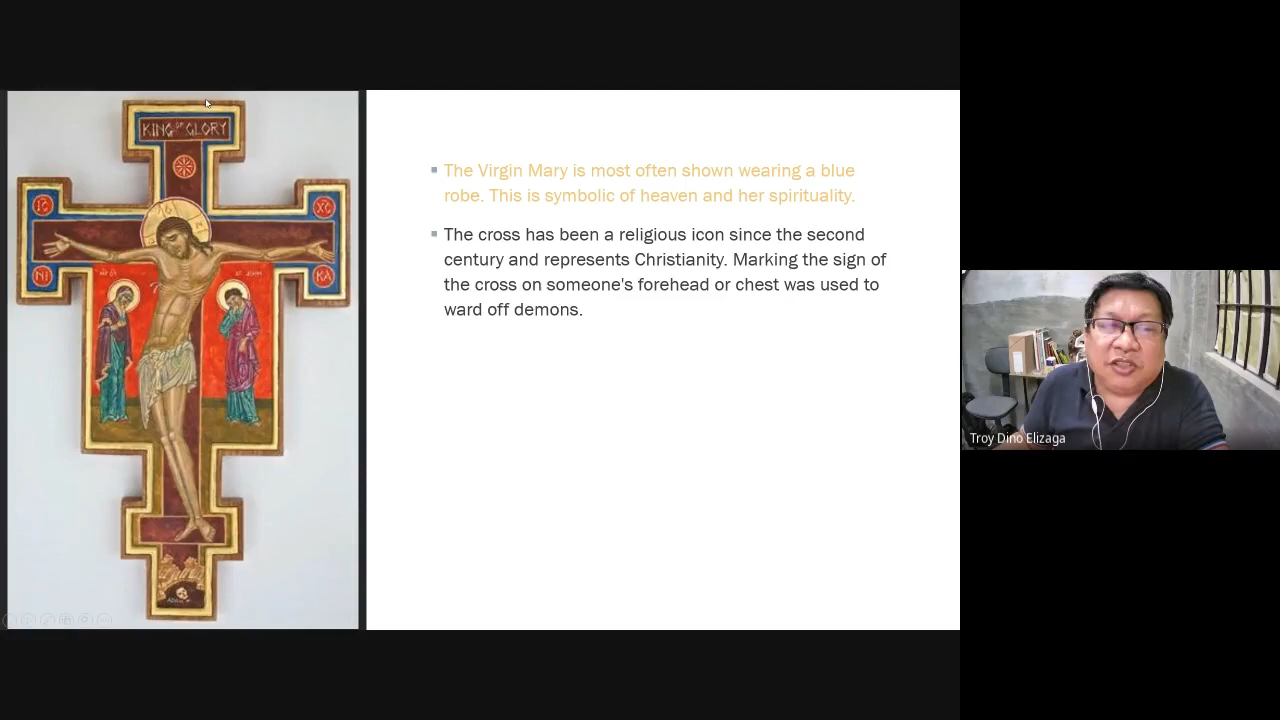 KING OF GLORY
IC
XC
NI
KA
The Virgin Mary is most often shown wearing a blue
robe. This is symbolic of heaven and her spirituality.
The cross has been a religious icon since the second
century and represents Christianity. Marking the sign of
the cross on someone's forehead or chest was used to
ward off demons.
Troy Dino Elizaga